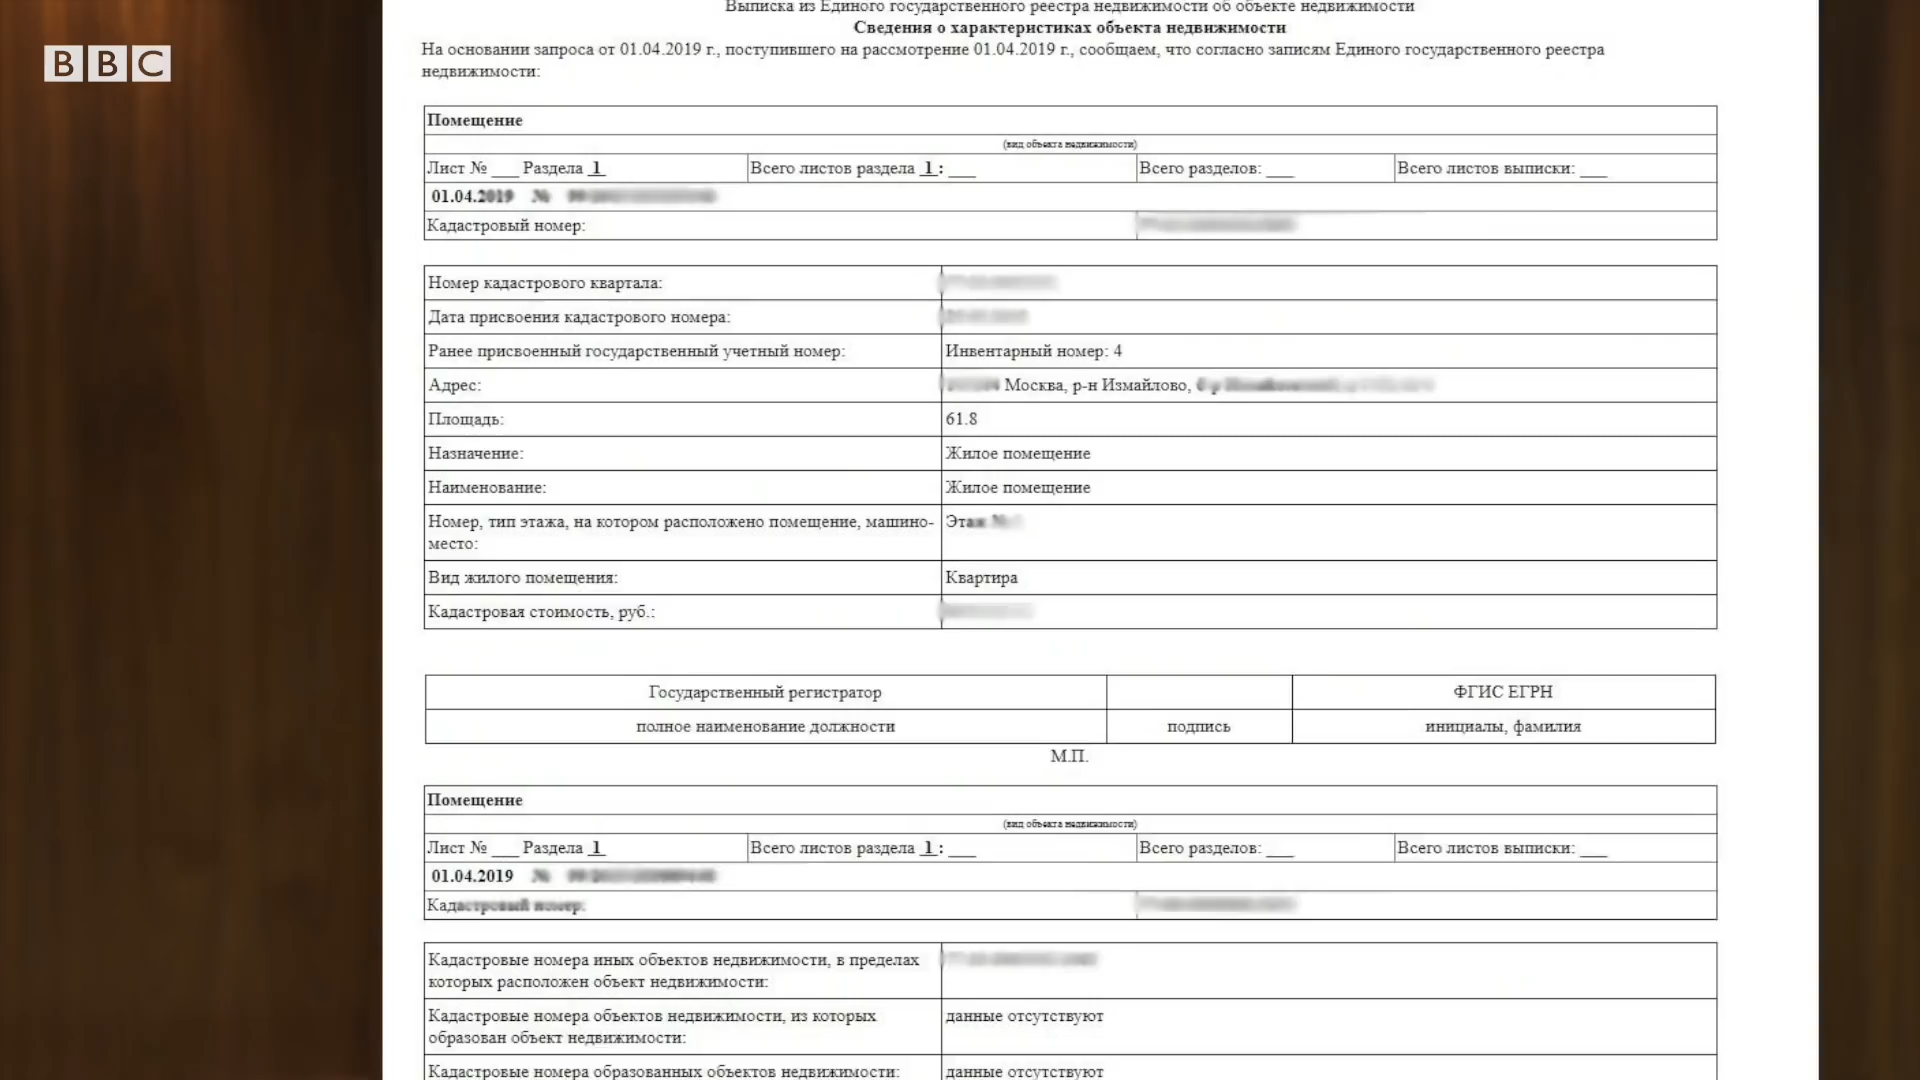 BBC
Выписка из Единого государственного реестра недвижимости об объекте недвижимости
Сведения о характеристиках объекта недвижимости
На основании запроса от 01.04.2019 г., поступившего на рассмотрение 01.04.2019 г., сообщаем, что согласно записям Единого государственного реестра
недвижимости:
Помещение
(вид объекта недвижимости)
Лист № ___ Раздела 1 Всего листов раздела 1 : ___ Всего разделов: ___ Всего листов выписки: ___
01.04.2019 №
Кадастровый номер:
Номер кадастрового квартала:
Дата присвоения кадастрового номера:
Ранее присвоенный государственный учетный номер: Инвентарный номер: 4
Адрес: Москва, р-н Измайлово,
Площадь: 61.8
Назначение: Жилое помещение
Наименование: Жилое помещение
Номер, тип этажа, на котором расположено помещение, машино- Этаж №
место:
Вид жилого помещения: Квартира
Кадастровая стоимость, руб.:
Государственный регистратор ФГИС ЕГРН
полное наименование должности подпись инициалы, фамилия
М.П.
Помещение
(вид объекта недвижимости)
Лист № ___ Раздела 1 Всего листов раздела 1 : ___ Всего разделов: ___ Всего листов выписки: ___
01.04.2019 №
Кадастровый номер:
Кадастровые номера иных объектов недвижимости, в пределах
которых расположен объект недвижимости:
Кадастровые номера объектов недвижимости, из которых данные отсутствуют
образован объект недвижимости:
Кадастровые номера образованных объектов недвижимости: данные отсутствуют